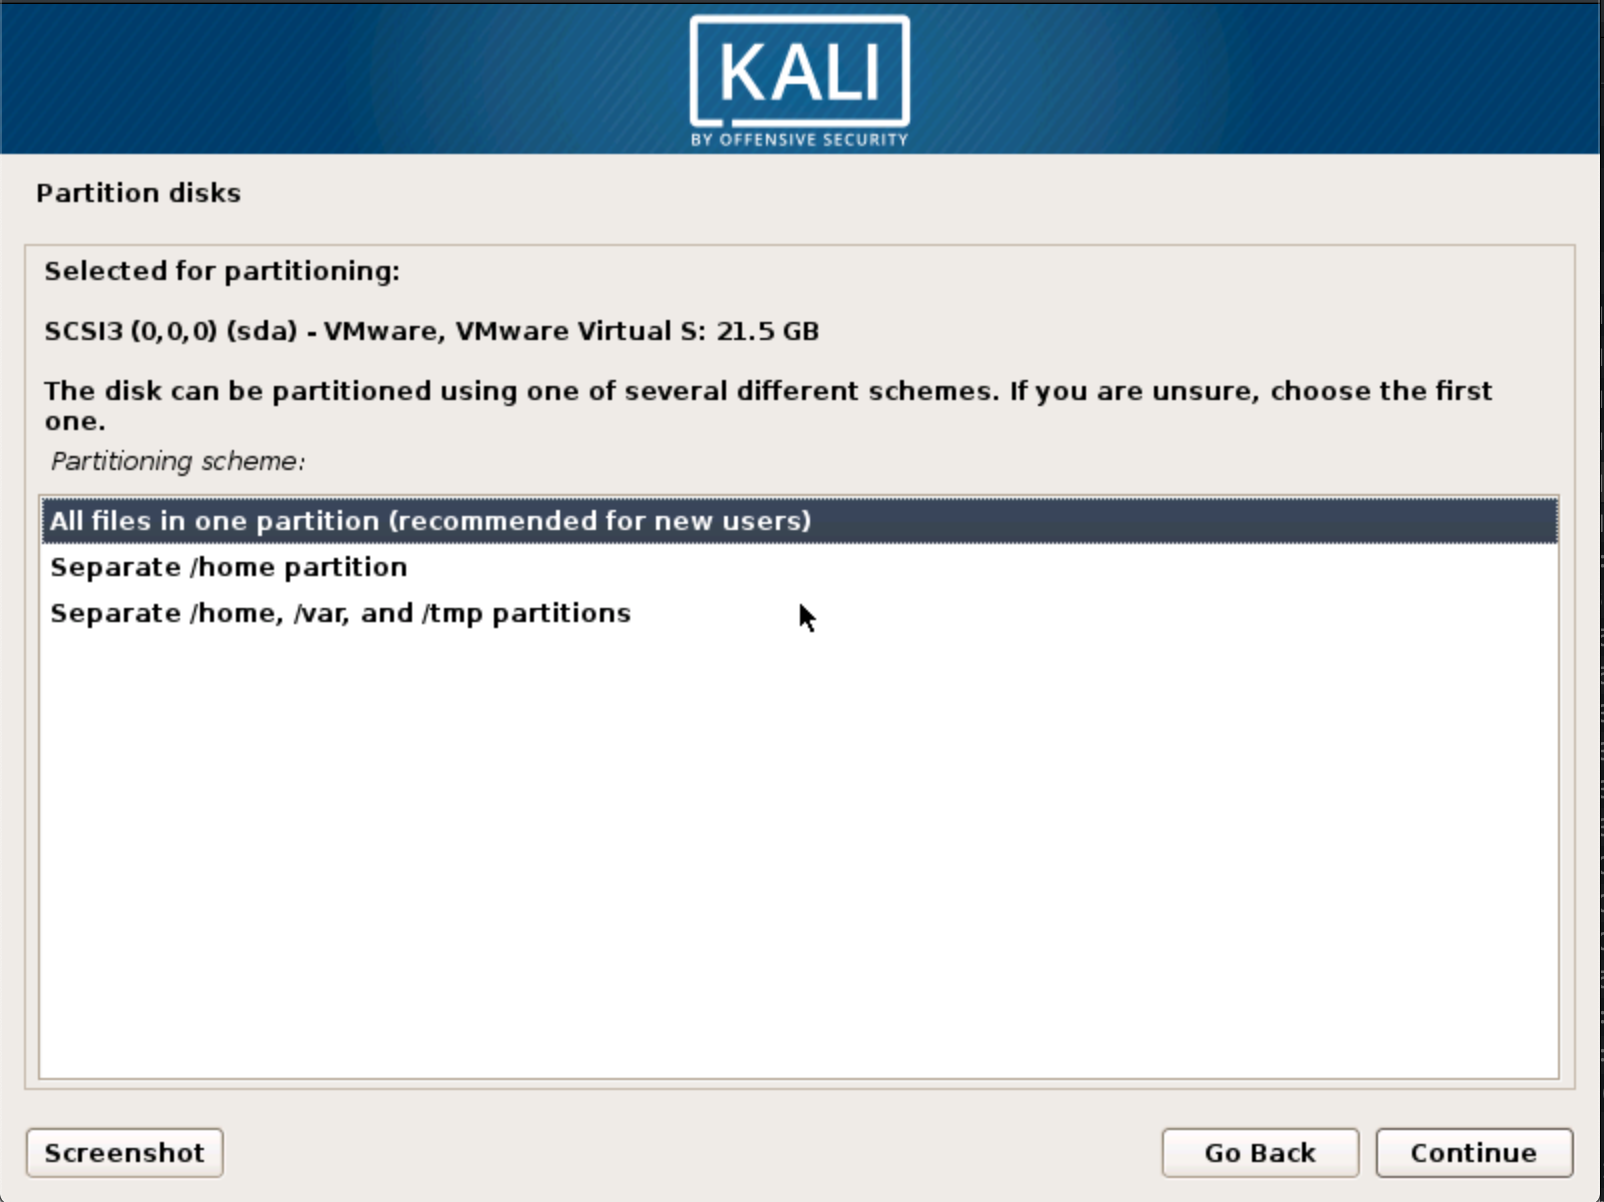 KALI
BY OFFENSIVE SECURITY
Partition disks
Selected for partitioning:
SCSI3 (0,0,0) (sda) - VMware, VMware Virtual S: 21.5 GB
The disk can be partitioned using one of several different schemes. If you are unsure, choose the first
one.
Partitioning scheme:
All files in one partition (recommended for new users)
Separate /home partition
Separate /home, /var, and /tmp partitions
Screenshot
Go Back
Continue